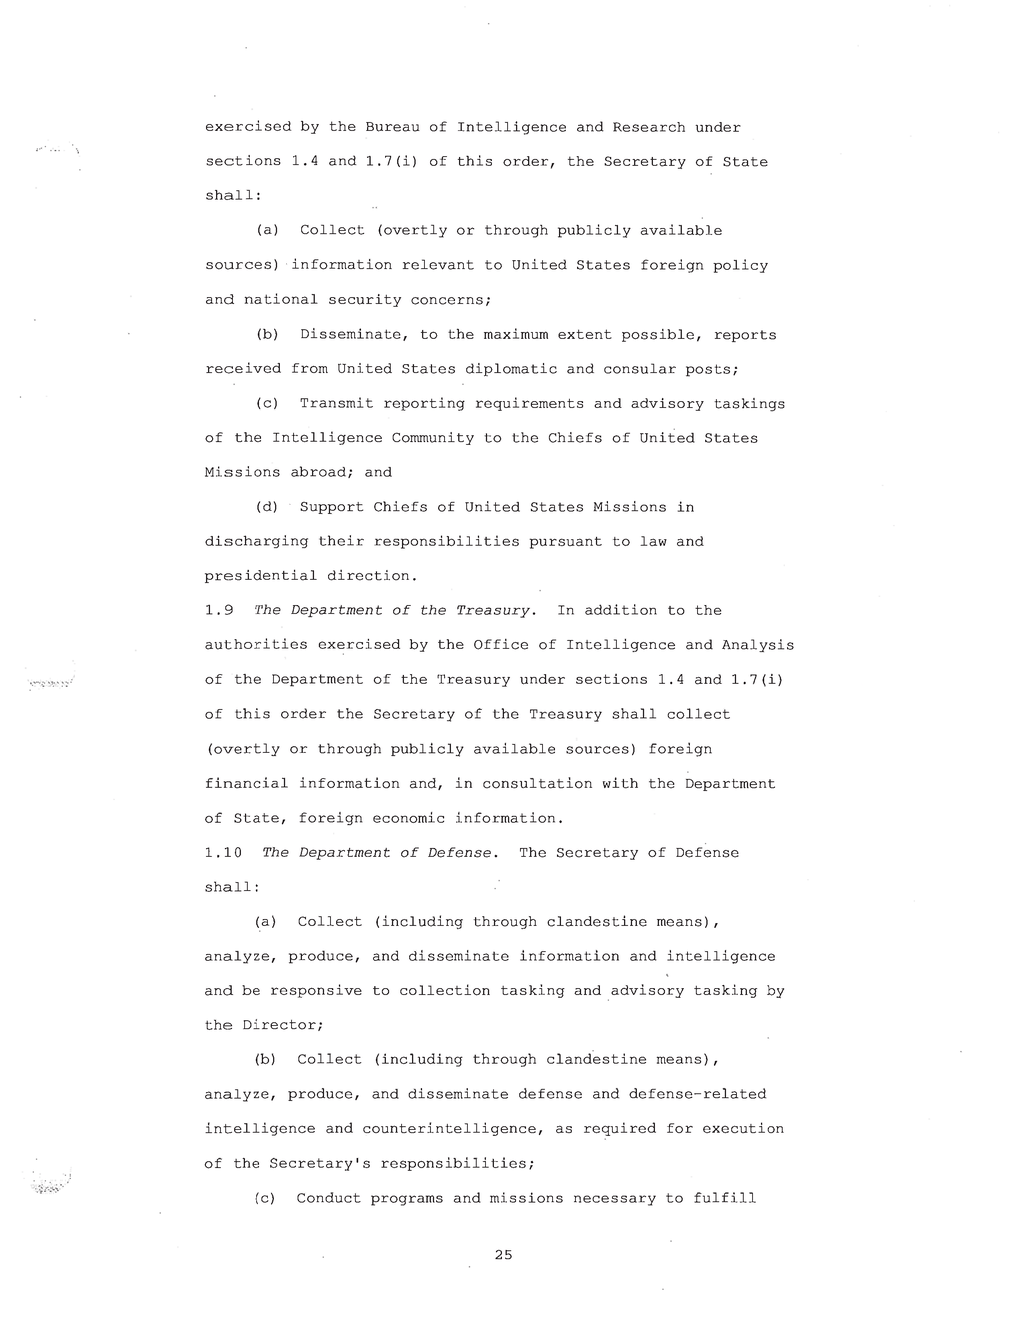 exercised by the Bureau of Intelligence and Research under
sections 1.4 and 1.7(i) of this order, the Secretary of State
shall:
(a) Collect (overtly or through publicly available
sources) information relevant to United States foreign policy
and national security concerns;
(b) Disseminate, to the maximum extent possible, reports
received from United States diplomatic and consular posts;
(c) Transmit reporting requirements and advisory taskings
of the Intelligence Community to the Chiefs of United States
Missions abroad; and
(d) Support Chiefs of United States Missions in
discharging their responsibilities pursuant to law and
presidential direction.
1.9 The Department of the Treasury. In addition to the
authorities exercised by the Office of Intelligence and Analysis
of the Department of the Treasury under sections 1.4 and 1.7(i)
of this order the Secretary of the Treasury shall collect
(overtly or through publicly available sources) foreign
financial information and, in consultation with the Department
of State, foreign economic information.
1.10 The Department of Defense. The Secretary of Defense
shall:
(a) Collect (including through clandestine means),
analyze, produce, and disseminate information and intelligence
and be responsive to collection tasking and advisory tasking by
the Director;
(b) Collect (including through clandestine means),
analyze, produce, and disseminate defense and defense-related
intelligence and counterintelligence, as required for execution
of the Secretary's responsibilities;
(c) Conduct programs and missions necessary to fulfill
25